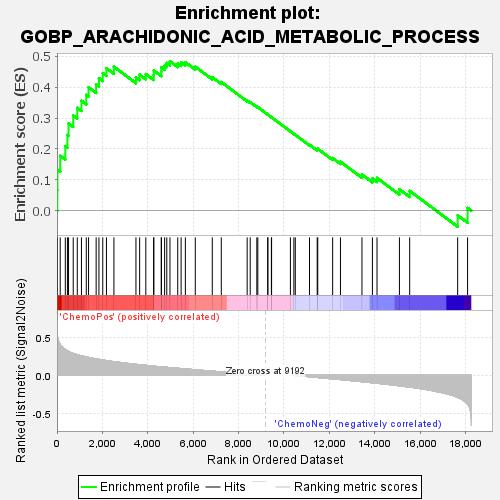 Enrichment plot:
GOBP_ARACHIDONIC_ACID_METABOLIC_PROCESS
Enrichment score (ES)
0.5
0.4
0.3
0.2
0.1
0.0
'ChemoPos' (positively correlated)
Ranked list metric (Signal2Noise)
0.5
0.0
-0.5
Zero cross at 9192
'ChemoNeg' (negatively correlated)
0
2,000
4,000
6,000
8,000
10,000
12,000
14,000
16,000
18,000
Rank in Ordered Dataset
Enrichment profile
Hits
Ranking metric scores